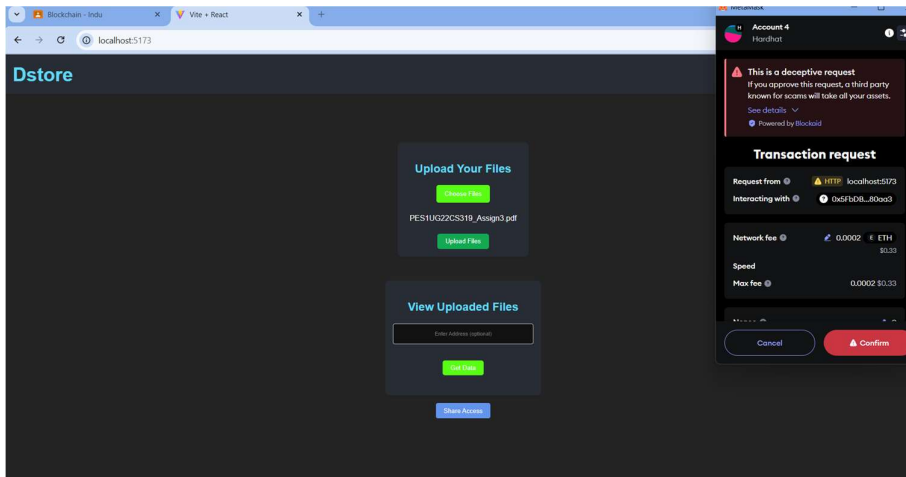 Blockchain - Indu
Vite + React
localhost:5173
Dstore
Upload Your Files
Choose Files
PES1UG22CS319_Assign3.pdf
Upload Files
View Uploaded Files
Enter Address (optional)
Get Data
Share Access
MetaMask
Account 4
Hardhat
This is a deceptive request
If you approve this request, a third party
known for scams will take all your assets.
See details
Powered by Blockaid
Transaction request
Request from HTTP localhost:5173
Interacting with 0x5FbDB...80aa3
Network fee 0.0002 ETH
$0.33
Speed
Max fee 0.0002 $0.33
Cancel
Confirm